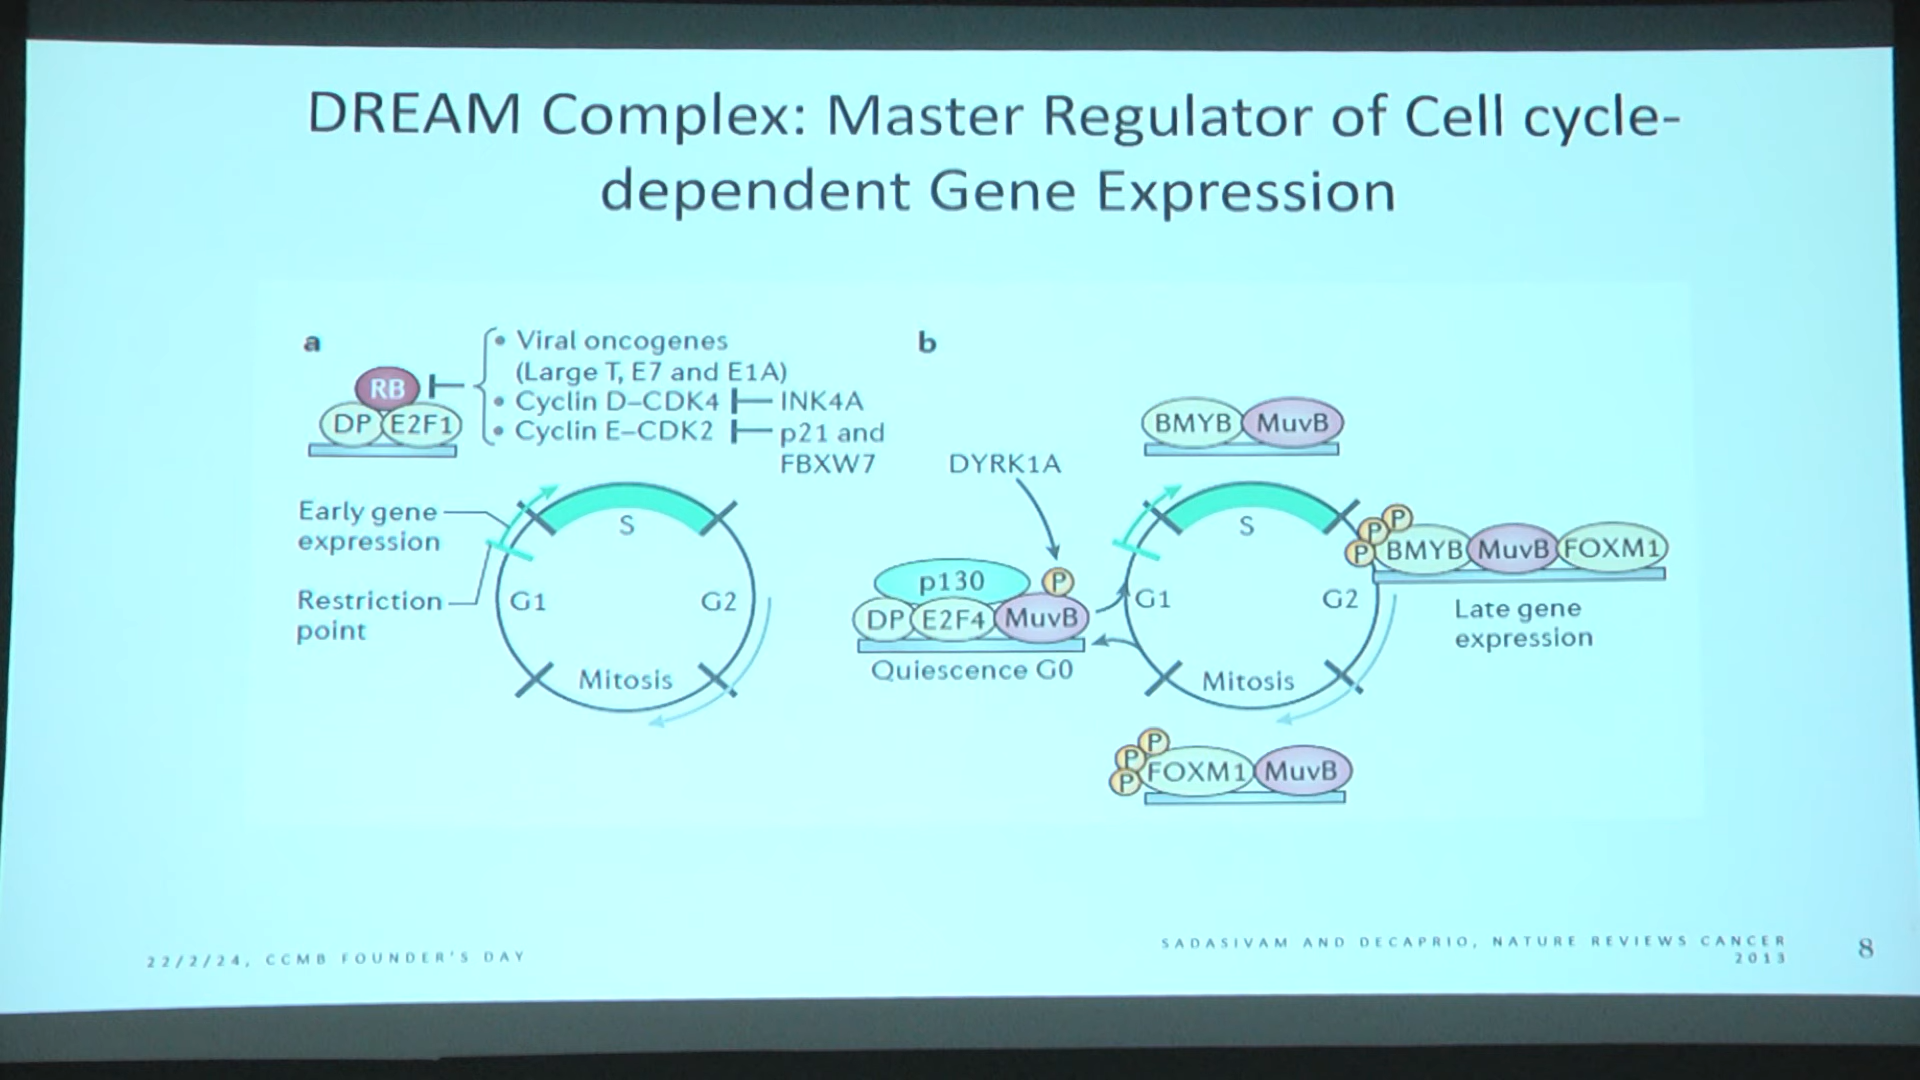 DREAM Complex: Master Regulator of Cell cycle-
dependent Gene Expression
a
RB
DP
E2F1
• Viral oncogenes
(Large T, E7 and E1A)
• Cyclin D–CDK4
INK4A
• Cyclin E–CDK2
p21 and
FBXW7
Early gene
expression
Restriction
point
S
G1
G2
Mitosis
b
BMYB
MuvB
DYRK1A
p130
P
DP
E2F4
MuvB
Quiescence G0
S
G1
G2
Mitosis
P
P
P
BMYB
MuvB
FOXM1
Late gene
expression
P
P
P
FOXM1
MuvB
22/2/24, CCMB FOUNDER'S DAY
SADASIVAM AND DECAPRIO, NATURE REVIEWS CANCER
2013
8